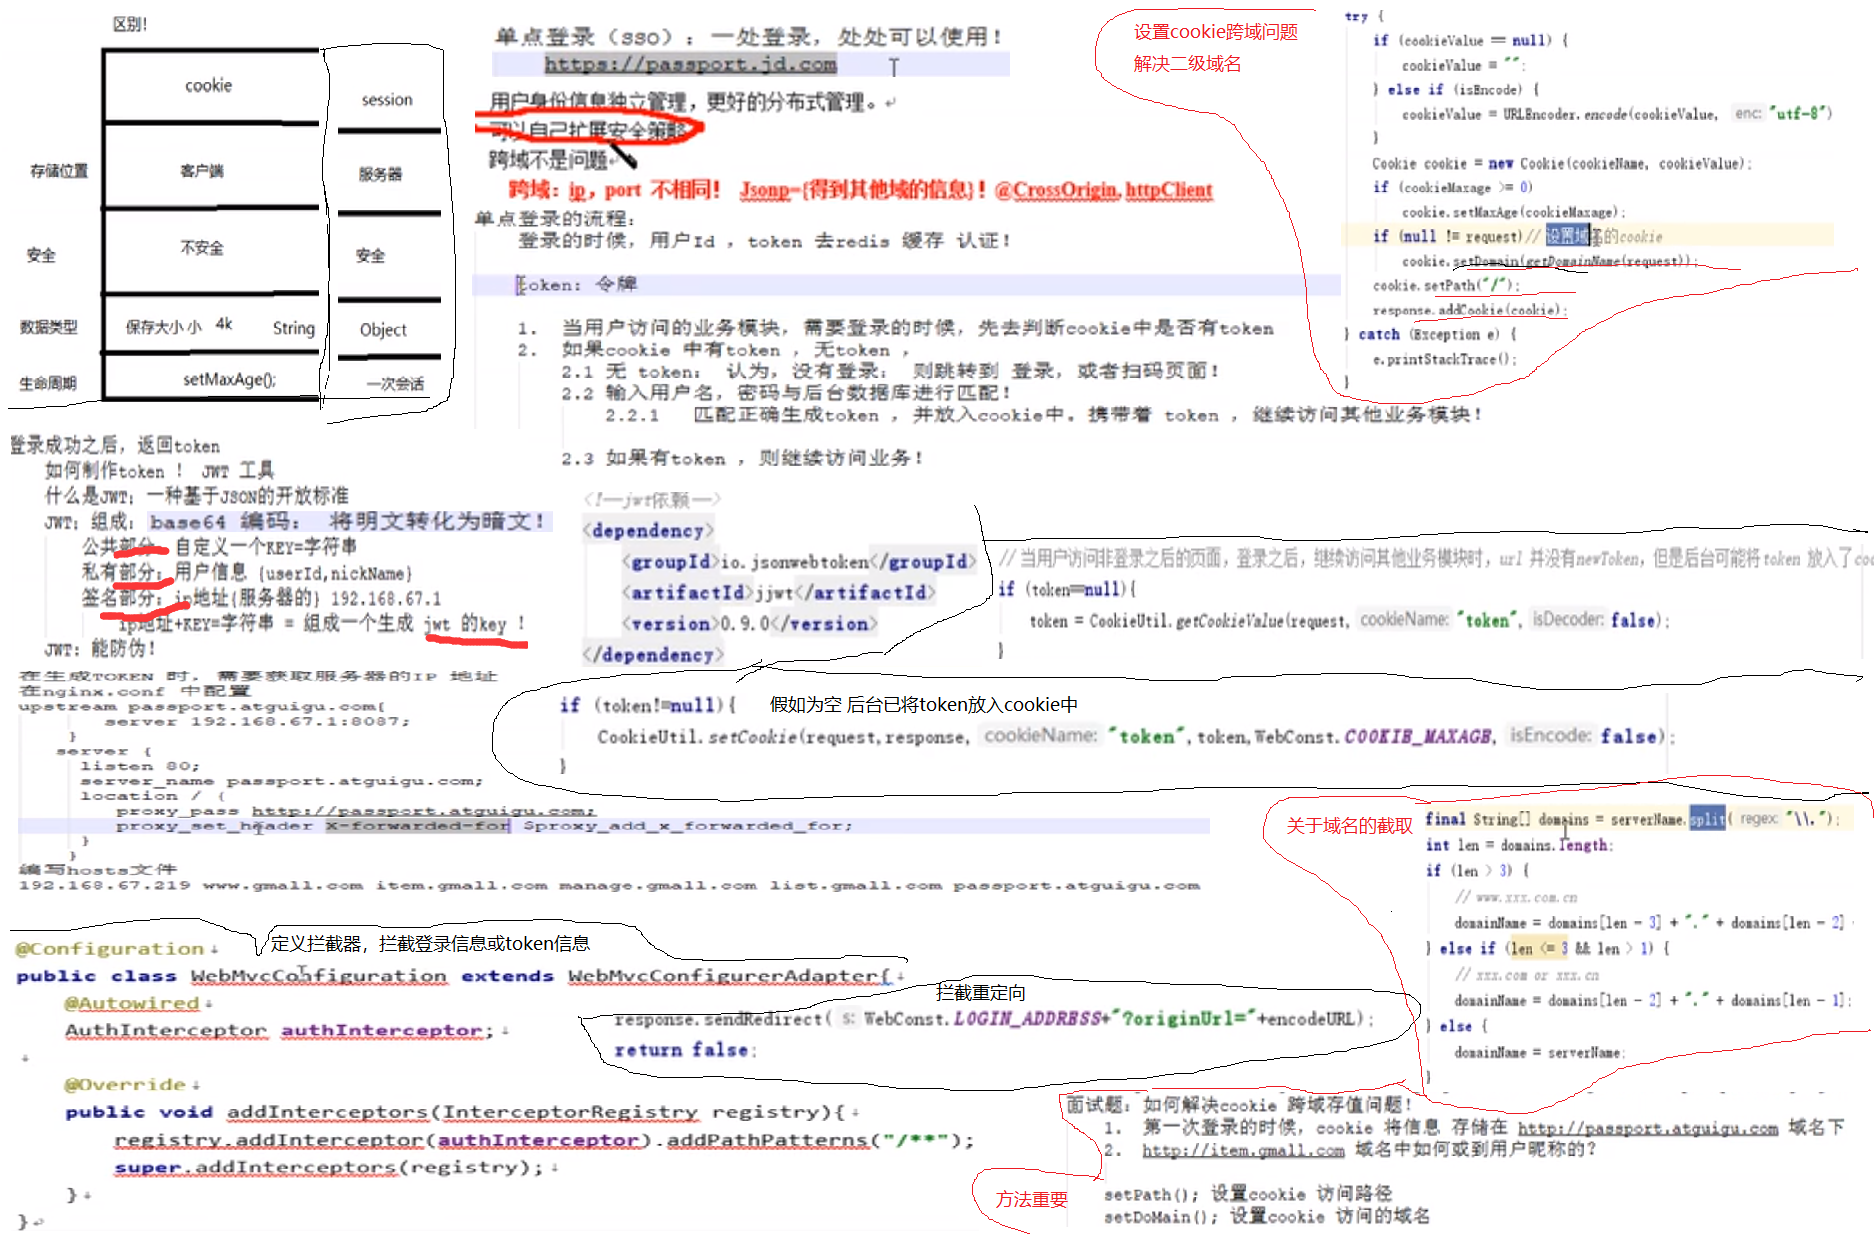 区别!
cookie
session
存储位置
客户端
服务器
安全
不安全
安全
数据类型
保存大小 小 4k String
Object
生命周期
setMaxAge();
一次会话
单点登录（sso）：一处登录，处处可以使用！
https://passport.jd.com
用户身份信息独立管理，更好的分布式管理。
可以自己扩展安全策略
跨域不是问题
跨域：ip，port 不相同！ Jsonp={得到其他域的信息}！@CrossOrigin, httpClient
单点登录的流程：
登录的时候，用户Id ，token 去redis 缓存 认证！
token：令牌
1. 当用户访问的业务模块，需要登录的时候，先去判断cookie中是否有token
2. 如果cookie 中有token ，无token ，
2.1 无 token： 认为，没有登录： 则跳转到 登录，或者扫码页面！
2.2 输入用户名，密码与后台数据库进行匹配！
2.2.1 匹配正确生成token ，并放入cookie中。携带着 token ，继续访问其他业务模块！
2.3 如果有token ，则继续访问业务！
设置cookie跨域问题
解决二级域名
try {
if (cookieValue == null) {
cookieValue = "";
} else if (isEncode) {
cookieValue = URLEncoder.encode(cookieValue, enc: "utf-8")
}
Cookie cookie = new Cookie(cookieName, cookieValue);
if (cookieMaxage >= 0)
cookie.setMaxAge(cookieMaxage);
if (null != request)// 设置域名的cookie
cookie.setDomain(getDomainName(request));
cookie.setPath("/");
response.addCookie(cookie);
} catch (Exception e) {
e.printStackTrace();
}
登录成功之后，返回token
如何制作token ！ JWT 工具
什么是JWT：一种基于JSON的开放标准
JWT：组成：base64 编码： 将明文转化为暗文！
公共部分：自定义一个KEY=字符串
私有部分：用户信息 {userId,nickName}
签名部分：ip地址{服务器的} 192.168.67.1
ip地址+KEY=字符串 = 组成一个生成 jwt 的key ！
JWT：能防伪！
<!--jwt依赖-->
<dependency>
<groupId>io.jsonwebtoken</groupId>
<artifactId>jjwt</artifactId>
<version>0.9.0</version>
</dependency>
// 当用户访问非登录之后的页面，登录之后，继续访问其他业务模块时，url 并没有newToken，但是后台可能将token 放入了coo
if (token==null){
token = CookieUtil.getCookieValue(request, cookieName: "token", isDecoder: false);
}
在生成TOKEN 时，需要获取服务器的IP 地址
在nginx.conf 中配置
upstream passport.atguigu.com{
server 192.168.67.1:8087;
}
server {
listen 80;
server_name passport.atguigu.com;
location / {
proxy_pass http://passport.atguigu.com;
proxy_set_header X-forwarded-for $proxy_add_x_forwarded_for;
}
}
编写hosts文件
192.168.67.219 www.gmall.com item.gmall.com manage.gmall.com list.gmall.com passport.atguigu.com
if (token!=null){ 假如为空 后台已将token放入cookie中
CookieUtil.setCookie(request,response, cookieName: "token",token,WebConst.COOKIE_MAXAGE, isEncode: false);
}
关于域名的截取
final String[] domains = serverName.split( regex: "\\.");
int len = domains.length;
if (len > 3) {
// www.xxx.com.cn
domainName = domains[len - 3] + "." + domains[len - 2]
} else if (len <= 3 && len > 1) {
// xxx.com or xxx.cn
domainName = domains[len - 2] + "." + domains[len - 1];
} else {
domainName = serverName;
}
定义拦截器，拦截登录信息或token信息
@Configuration
public class WebMvcConfiguration extends WebMvcConfigurerAdapter{
@Autowired
AuthInterceptor authInterceptor;
@Override
public void addInterceptors(InterceptorRegistry registry){
registry.addInterceptor(authInterceptor).addPathPatterns("/**");
super.addInterceptors(registry);
}
}
拦截重定向
response.sendRedirect( s: WebConst.LOGIN_ADDRESS+"?originUrl="+encodeURL);
return false;
面试题：如何解决cookie 跨域存值问题！
1. 第一次登录的时候，cookie 将信息 存储在 http://passport.atguigu.com 域名下
2. http://item.gmall.com 域名中如何或到用户昵称的？
方法重要
setPath(); 设置cookie 访问路径
setDoMain(); 设置cookie 访问的域名